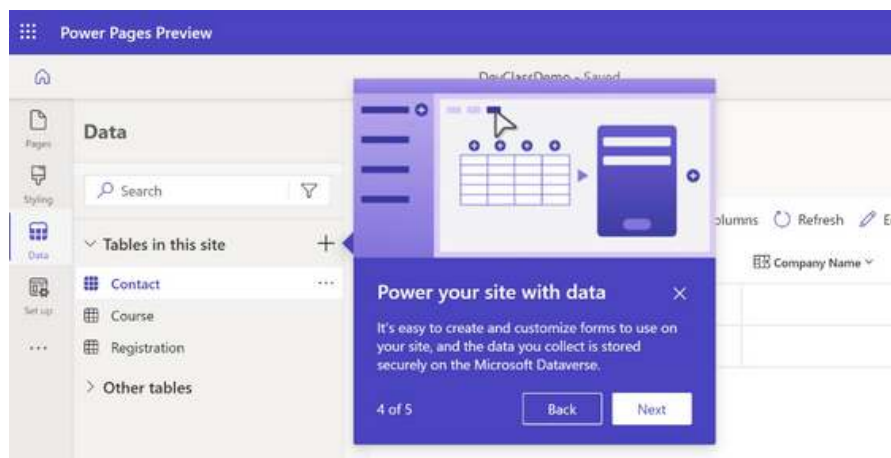 Power Pages Preview
DevClassDemo - Saved
Pages
Styling
Data
Set up
Data
Search
Tables in this site
Contact
Course
Registration
Other tables
Power your site with data
It's easy to create and customize forms to use on
your site, and the data you collect is stored
securely on the Microsoft Dataverse.
4 of 5
Back
Next
Refresh
Company Name